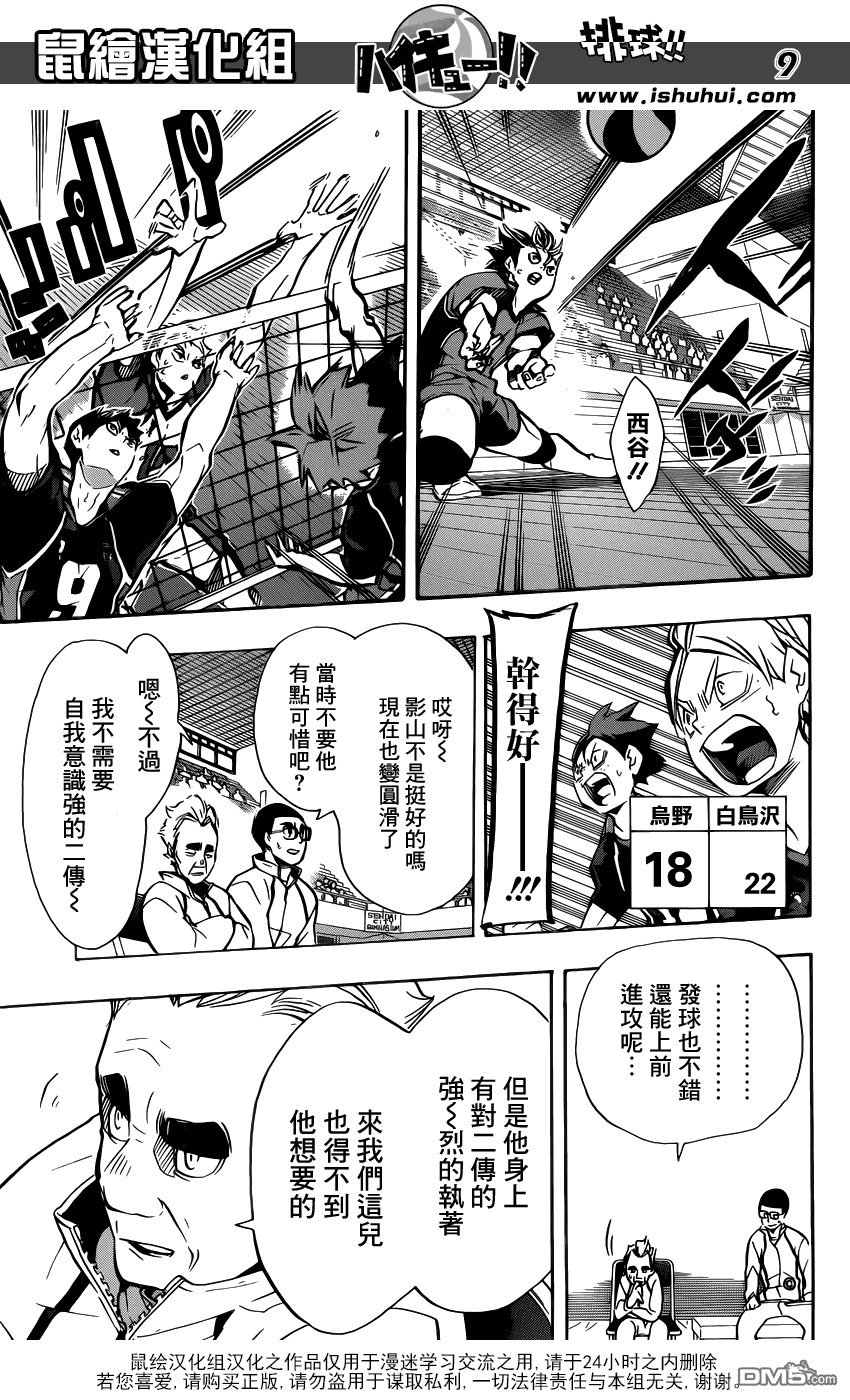 鼠繪漢化組
ハイキュー!!
排球!!
9
www.ishuhui.com
SENDAI
CITY
西谷!!
9
幹得好——!!!
烏野
白鳥沢
18
22
哎呀~
影山不是挺好的嗎
現在也變圓滑了
當時不要他
有點可惜吧?
嗯~不過
我不需要
自我意識強的二傳~
SENDAI
CITY
GYMNASIUM
…………
…………
發球也不錯
還能上前
進攻呢…
但是他身上
有對二傳的
強~烈的執著
來我們這兒
也得不到
他想要的
鼠绘汉化组汉化之作品仅用于漫迷学习交流之用,请于24小时之内删除
若您喜爱,请购买正版,请勿盗用于谋取私利,一切法律责任与本组无关,谢谢。
DM5.com